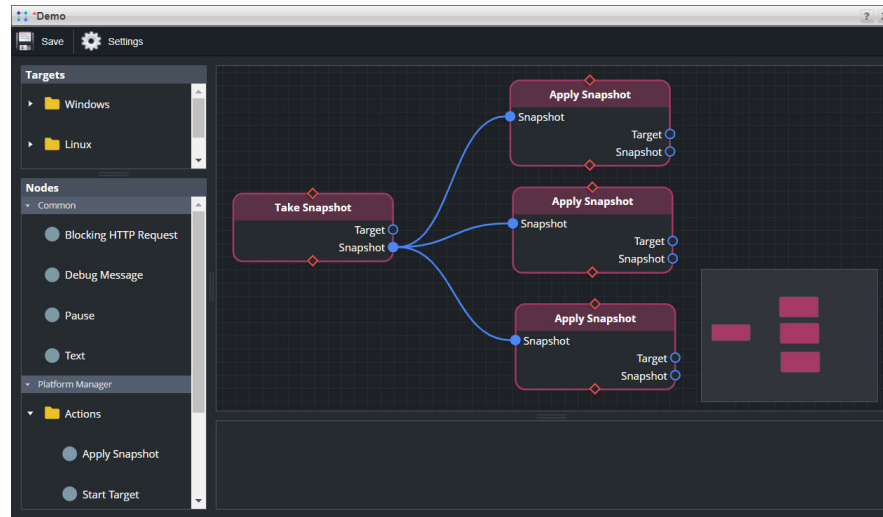 *Demo
?
Save
Settings
Targets
Windows
Linux
Nodes
Common
Blocking HTTP Request
Debug Message
Pause
Text
Platform Manager
Actions
Apply Snapshot
Start Target
Take Snapshot
Target
Snapshot
Apply Snapshot
Snapshot
Target
Snapshot
Apply Snapshot
Snapshot
Target
Snapshot
Apply Snapshot
Snapshot
Target
Snapshot